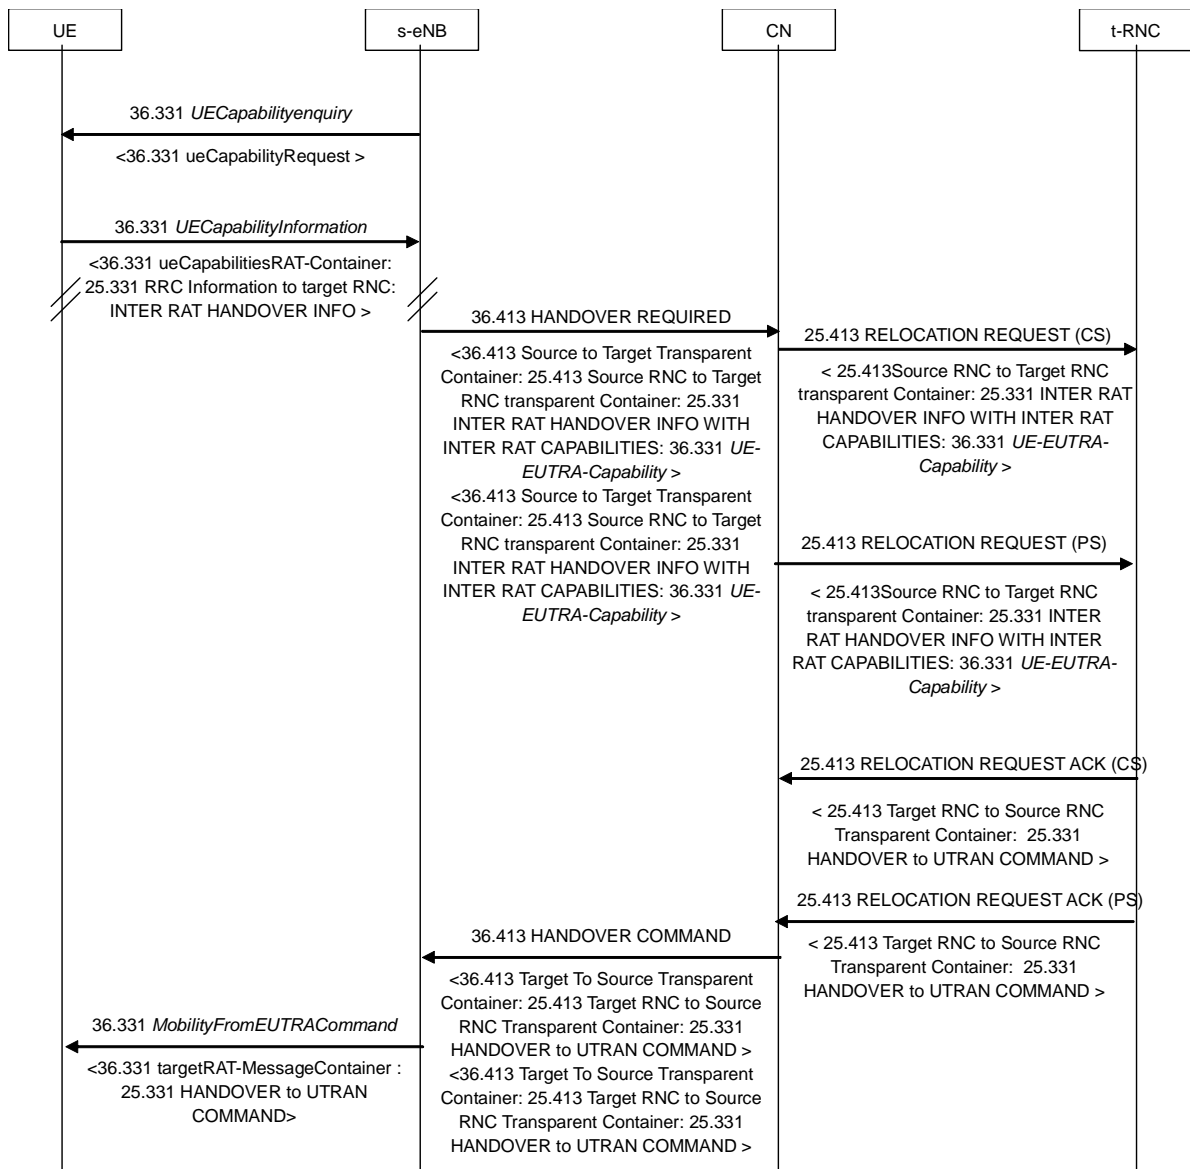 UE
s-eNB
CN
t-RNC
36.331 UECapabilityenquiry
<36.331 ueCapabilityRequest >
36.331 UECapabilityInformation
<36.331 ueCapabilitiesRAT-Container:
25.331 RRC Information to target RNC:
INTER RAT HANDOVER INFO >
36.413 HANDOVER REQUIRED
<36.413 Source to Target Transparent
Container: 25.413 Source RNC to Target
RNC transparent Container: 25.331
INTER RAT HANDOVER INFO WITH
INTER RAT CAPABILITIES: 36.331 UE-
EUTRA-Capability >
<36.413 Source to Target Transparent
Container: 25.413 Source RNC to Target
RNC transparent Container: 25.331
INTER RAT HANDOVER INFO WITH
INTER RAT CAPABILITIES: 36.331 UE-
EUTRA-Capability >
25.413 RELOCATION REQUEST (CS)
< 25.413Source RNC to Target RNC
transparent Container: 25.331 INTER RAT
HANDOVER INFO WITH INTER RAT
CAPABILITIES: 36.331 UE-EUTRA-
Capability >
25.413 RELOCATION REQUEST (PS)
< 25.413Source RNC to Target RNC
transparent Container: 25.331 INTER
RAT HANDOVER INFO WITH INTER
RAT CAPABILITIES: 36.331 UE-EUTRA-
Capability >
25.413 RELOCATION REQUEST ACK (CS)
< 25.413 Target RNC to Source RNC
Transparent Container:  25.331
HANDOVER to UTRAN COMMAND >
25.413 RELOCATION REQUEST ACK (PS)
< 25.413 Target RNC to Source RNC
Transparent Container:  25.331
HANDOVER to UTRAN COMMAND >
36.413 HANDOVER COMMAND
<36.413 Target To Source Transparent
Container: 25.413 Target RNC to Source
RNC Transparent Container: 25.331
HANDOVER to UTRAN COMMAND >
<36.413 Target To Source Transparent
Container: 25.413 Target RNC to Source
RNC Transparent Container: 25.331
HANDOVER to UTRAN COMMAND >
36.331 MobilityFromEUTRACommand
<36.331 targetRAT-MessageContainer :
25.331 HANDOVER to UTRAN
COMMAND>